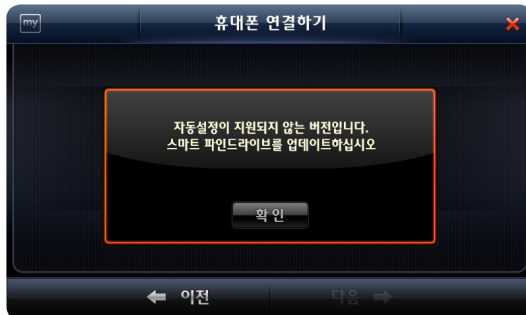 my
휴대폰 연결하기
자동설정이 지원되지 않는 버전입니다.
스마트 파인드라이브를 업데이트하십시오
확인
이전
다음